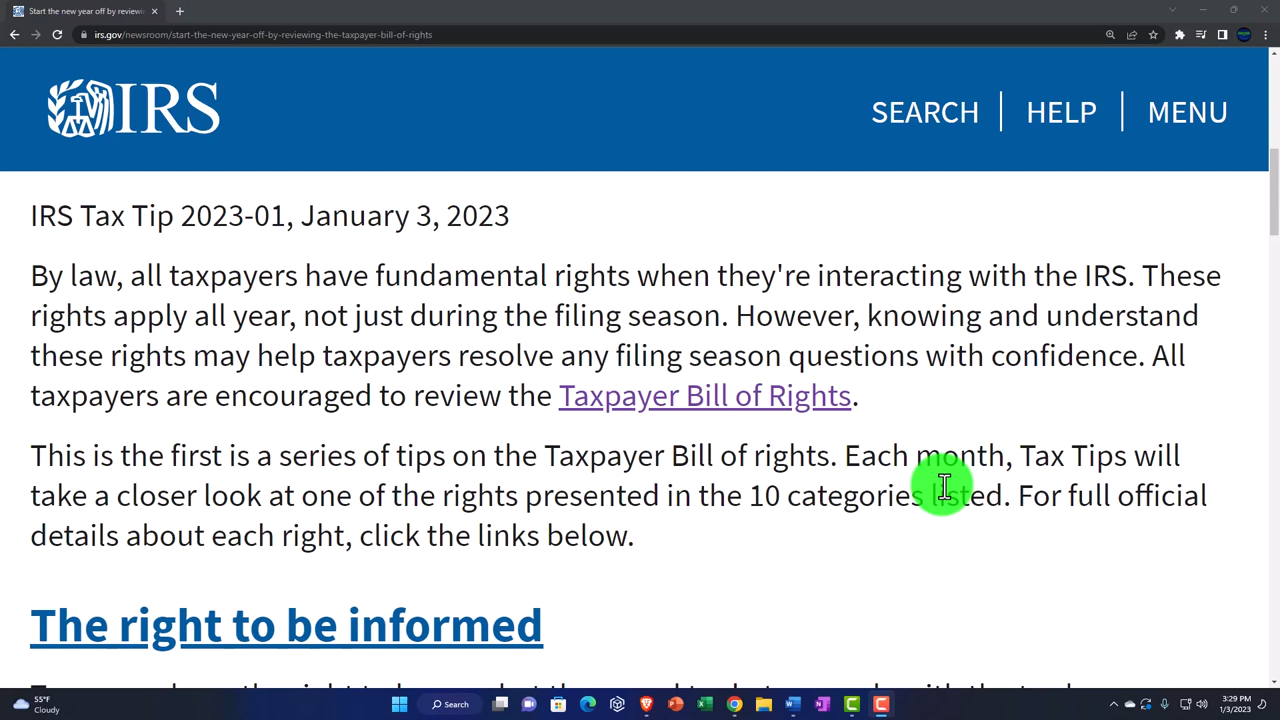 Start the new year off by reviewin
irs.gov/newsroom/start-the-new-year-off-by-reviewing-the-taxpayer-bill-of-rights
IRS
SEARCH HELP MENU
IRS Tax Tip 2023-01, January 3, 2023
By law, all taxpayers have fundamental rights when they're interacting with the IRS. These
rights apply all year, not just during the filing season. However, knowing and understand
these rights may help taxpayers resolve any filing season questions with confidence. All
taxpayers are encouraged to review the Taxpayer Bill of Rights.
This is the first is a series of tips on the Taxpayer Bill of rights. Each month, Tax Tips will
take a closer look at one of the rights presented in the 10 categories listed. For full official
details about each right, click the links below.
The right to be informed
55°F
Cloudy
Search
3:29 PM
1/3/2023